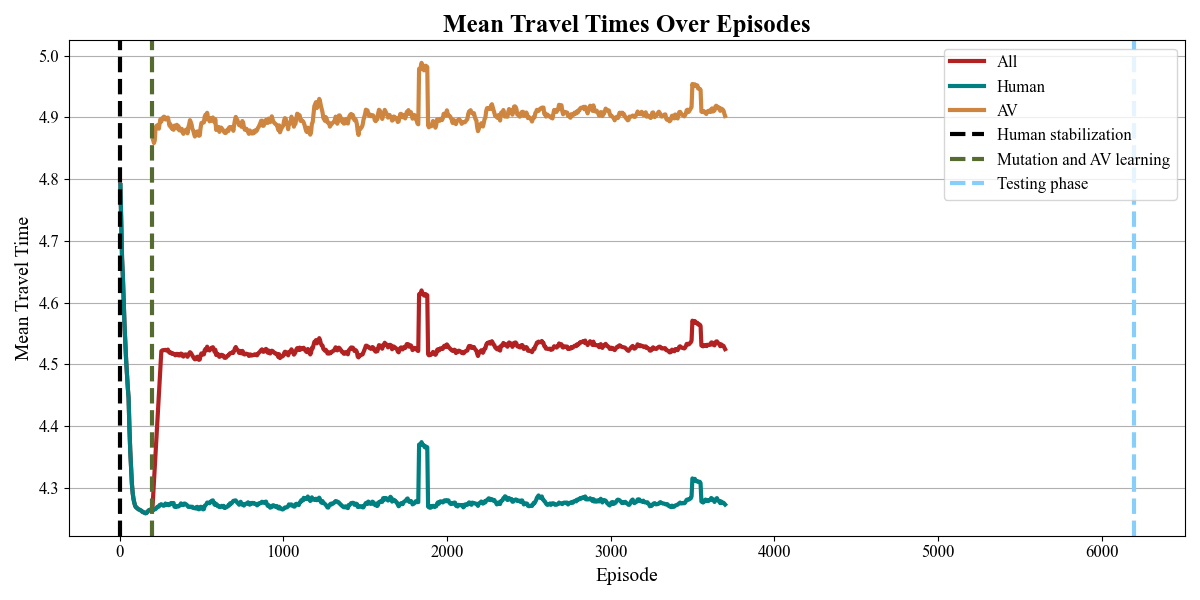 Mean Travel Times Over Episodes
Mean Travel Time
5.0
4.9
4.8
4.7
4.6
4.5
4.4
4.3
All
Human
AV
Human stabilization
Mutation and AV learning
Testing phase
0 1000 2000 3000 4000 5000 6000
Episode